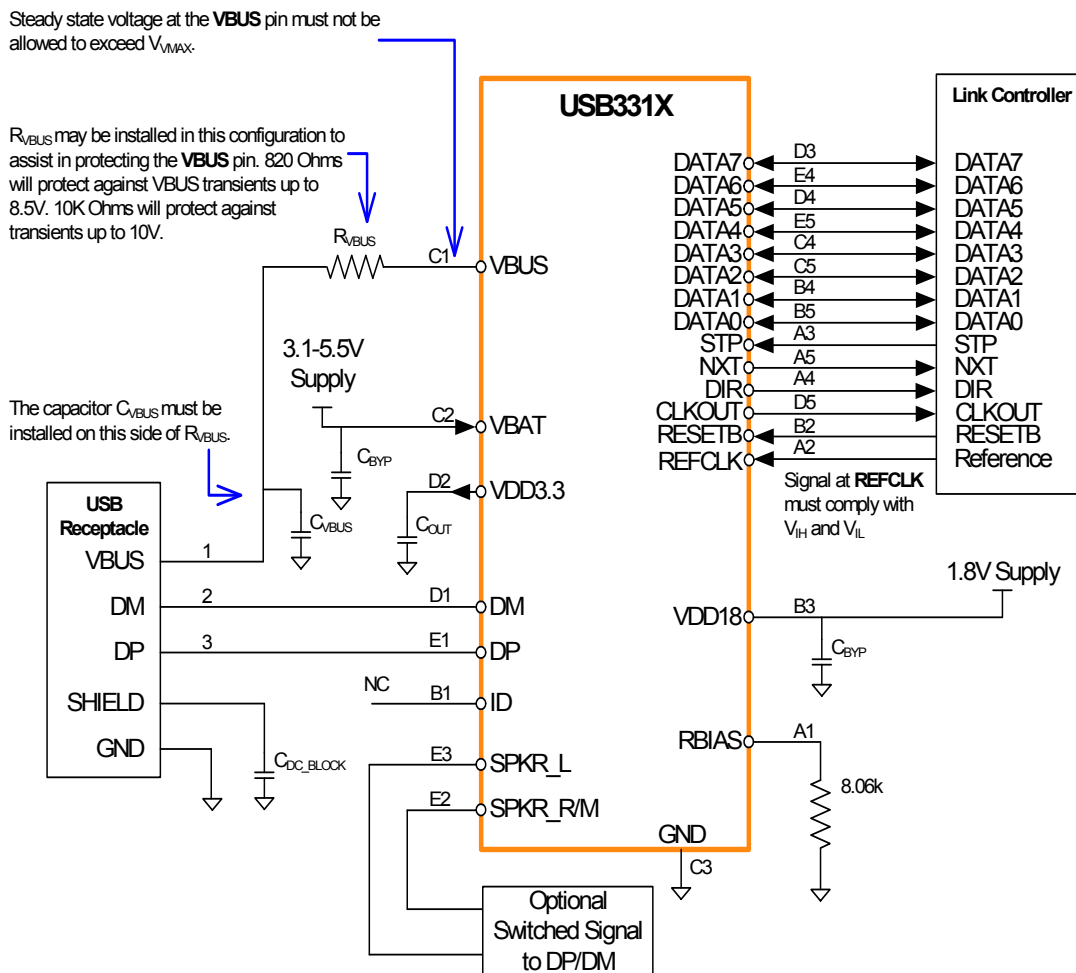 Steady state voltage at the VBUS pin must not be
allowed to exceed VVMAX.
RVBUS may be installed in this configuration to
assist in protecting the VBUS pin. 820 Ohms
will protect against VBUS transients up to
8.5V. 10K Ohms will protect against
transients up to 10V.
RVBUS
C1
VBUS
3.1-5.5V
Supply
The capacitor CVBUS must be
installed on this side of RVBUS.
C2
VBAT
CBYP
D2
VDD3.3
CVBUS
COUT
USB
Receptacle
VBUS
1
DM
2
D1
DM
DP
3
E1
DP
NC
B1
ID
SHIELD
GND
CDC_BLOCK
E3
SPKR_L
E2
SPKR_R/M
USB331X
Link Controller
DATA7
D3
DATA7
DATA6
E4
DATA6
DATA5
D4
DATA5
DATA4
E5
DATA4
DATA3
C4
DATA3
DATA2
C5
DATA2
DATA1
B4
DATA1
DATA0
B5
DATA0
STP
A3
STP
NXT
A5
NXT
DIR
A4
DIR
CLKOUT
D5
CLKOUT
RESETB
B2
RESETB
REFCLK
A2
Reference
Signal at REFCLK
must comply with
VIH and VIL
1.8V Supply
VDD18
B3
CBYP
RBIAS
A1
8.06k
GND
C3
Optional
Switched Signal
to DP/DM